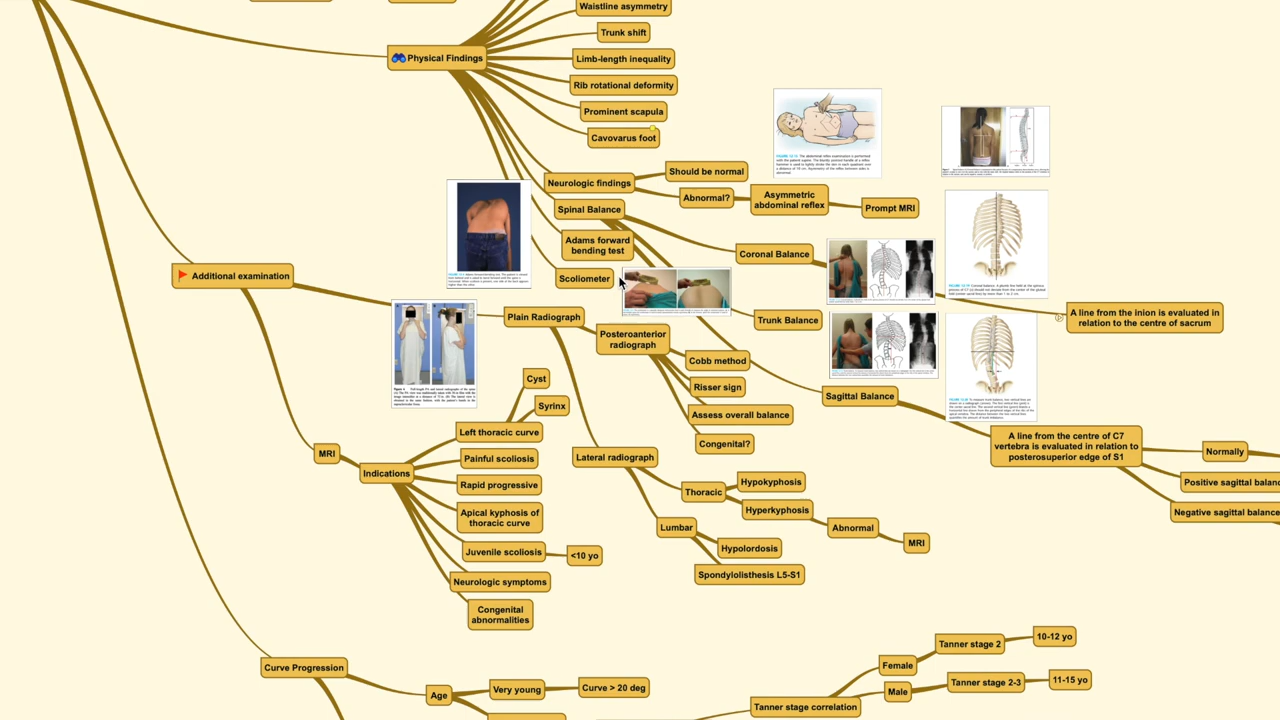 Waistline asymmetry
Trunk shift
Physical Findings
Limb-length inequality
Rib rotational deformity
Prominent scapula
Cavovarus foot
Neurologic findings
Should be normal
Abnormal?
Asymmetric
abdominal reflex
Prompt MRI
Spinal Balance
Adams forward
bending test
Coronal Balance
Additional examination
Scoliometer
A line from the inion is evaluated in
relation to the centre of sacrum
Plain Radiograph
Trunk Balance
Posteroanterior
radiograph
Cobb method
Risser sign
Assess overall balance
Congenital?
Sagittal Balance
A line from the centre of C7
vertebra is evaluated in relation to
posterosuperior edge of S1
Normally
Positive sagittal balanc
Negative sagittal balance
Cyst
Syrinx
Left thoracic curve
MRI
Indications
Painful scoliosis
Rapid progressive
Apical kyphosis of
thoracic curve
Juvenile scoliosis
<10 yo
Neurologic symptoms
Congenital
abnormalities
Lateral radiograph
Thoracic
Hypokyphosis
Hyperkyphosis
Abnormal
MRI
Lumbar
Hypolordosis
Spondylolisthesis L5-S1
Curve Progression
Age
Very young
Curve > 20 deg
Tanner stage correlation
Female
Tanner stage 2
10-12 yo
Male
Tanner stage 2-3
11-15 yo